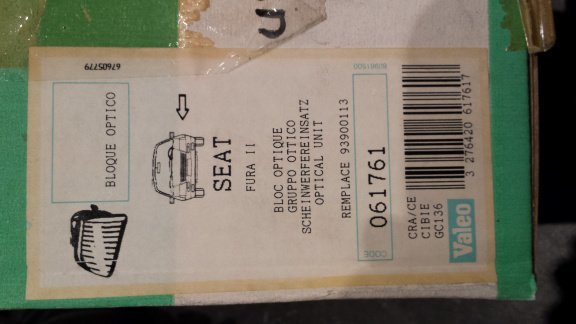 BLOQUE OPTICO
SEAT
FURA II
BLOC OPTIQUE
GRUPPO OTTICO
SCHEINWERFEREINSATZ
OPTICAL UNIT
REMPLACE 93900113
CODE
061761
CRA/CE
CIBIE
GC136
3 276420 617617
Valeo
67605779